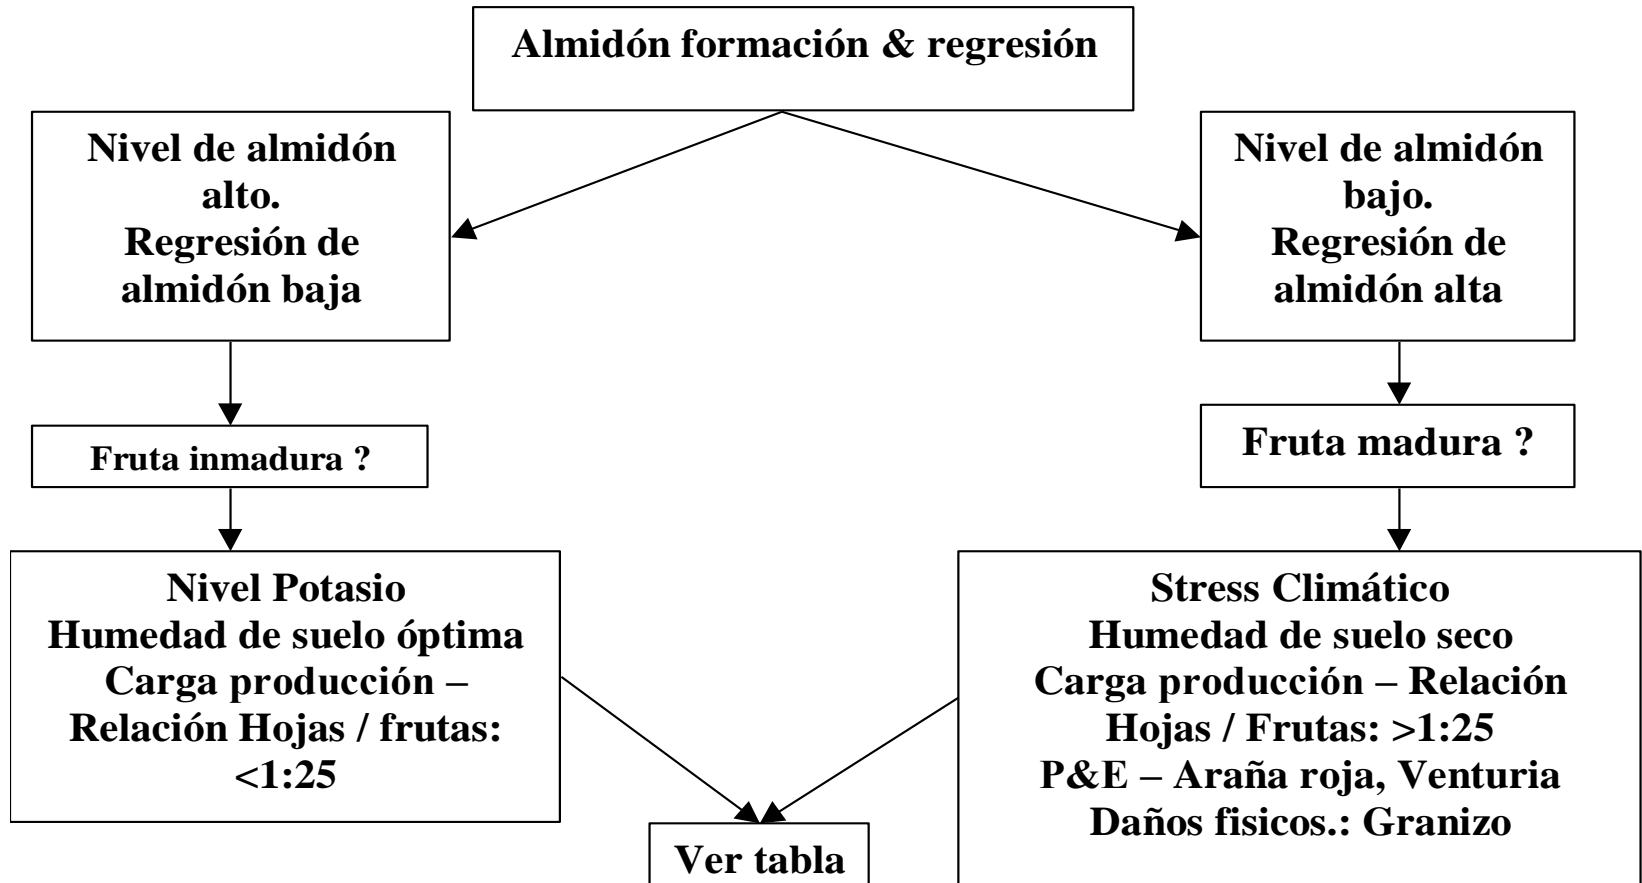 Almidón formación & regresión
Nivel de almidón
alto.
Regresión de
almidón baja
Nivel de almidón
bajo.
Regresión de
almidón alta
Fruta inmadura ?
Fruta madura ?
Nivel Potasio
Humedad de suelo óptima
Carga producción –
Relación Hojas / frutas:
<1:25
Stress Climático
Humedad de suelo seco
Carga producción – Relación
Hojas / Frutas: >1:25
P&E – Araña roja, Venturia
Daños fisicos.: Granizo
Ver tabla